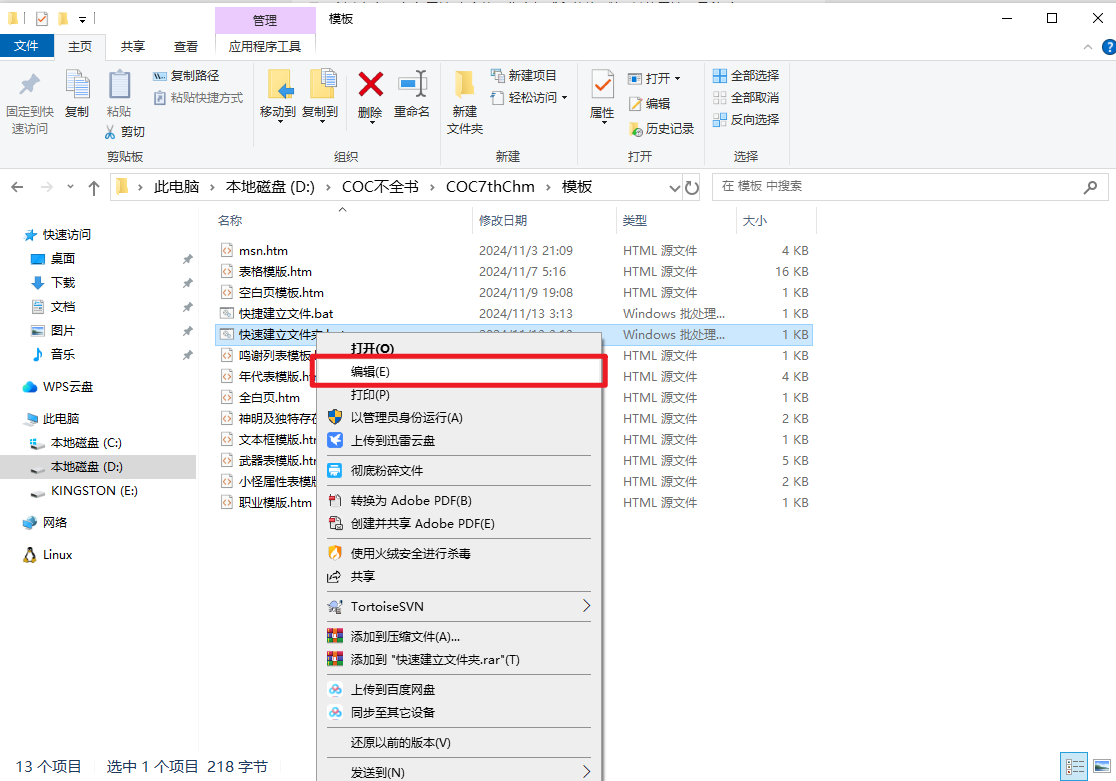 管理
模板
文件
主页
共享
查看
应用程序工具
固定到快
速访问
复制
粘贴
复制路径
粘贴快捷方式
剪切
剪贴板
移动到
复制到
删除
重命名
组织
新建
文件夹
新建项目
轻松访问
新建
属性
打开
编辑
历史记录
打开
全部选择
全部取消
反向选择
选择
此电脑 › 本地磁盘 (D:) › COC不全书 › COC7thChm › 模板
在 模板 中搜索
快速访问
桌面
下载
文档
图片
音乐
WPS云盘
此电脑
本地磁盘 (C:)
本地磁盘 (D:)
KINGSTON (E:)
网络
Linux
名称 修改日期 类型 大小
msn.htm 2024/11/3 21:09 HTML 源文件 4 KB
表格模版.htm 2024/11/7 5:16 HTML 源文件 16 KB
空白页模板.htm 2024/11/9 19:08 HTML 源文件 1 KB
快捷建立文件.bat 2024/11/13 3:13 Windows 批处理... 1 KB
快速建立文件夹 Windows 批处理... 1 KB
鸣谢列表模板 HTML 源文件 1 KB
年代表模版.ht HTML 源文件 4 KB
全白页.htm HTML 源文件 1 KB
神明及独特存在 HTML 源文件 2 KB
文本框模版.htm HTML 源文件 1 KB
武器表模版.htm HTML 源文件 5 KB
小怪属性表模版 HTML 源文件 2 KB
职业模版.htm HTML 源文件 1 KB
打开(O)
编辑(E)
打印(P)
以管理员身份运行(A)
上传到迅雷云盘
彻底粉碎文件
转换为 Adobe PDF(B)
创建并共享 Adobe PDF(E)
使用火绒安全进行杀毒
共享
TortoiseSVN
添加到压缩文件(A)...
添加到 "快速建立文件夹.rar"(T)
上传到百度网盘
同步至其它设备
还原以前的版本(V)
发送到(N)
13 个项目 选中 1 个项目 218 字节